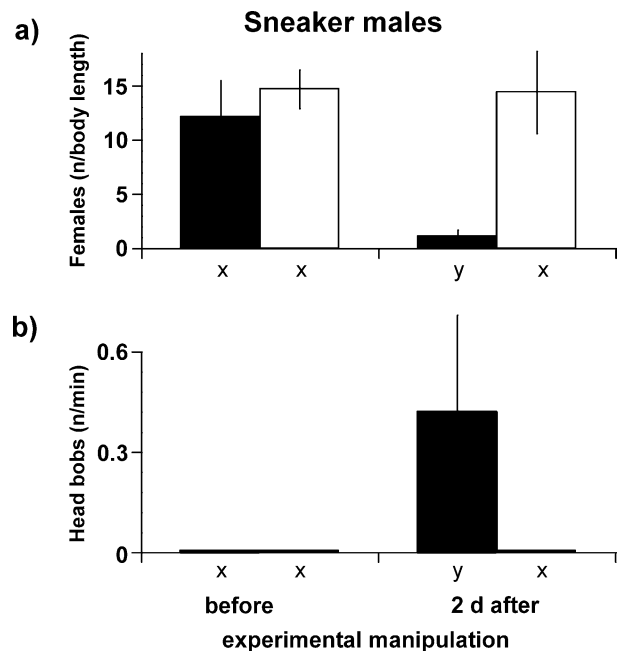 Sneaker males
a)
Females (n/body length)
15
10
5
0
x x y x
b)
Head bobs (n/min)
0.6
0.3
0
x x y x
before 2 d after
experimental manipulation